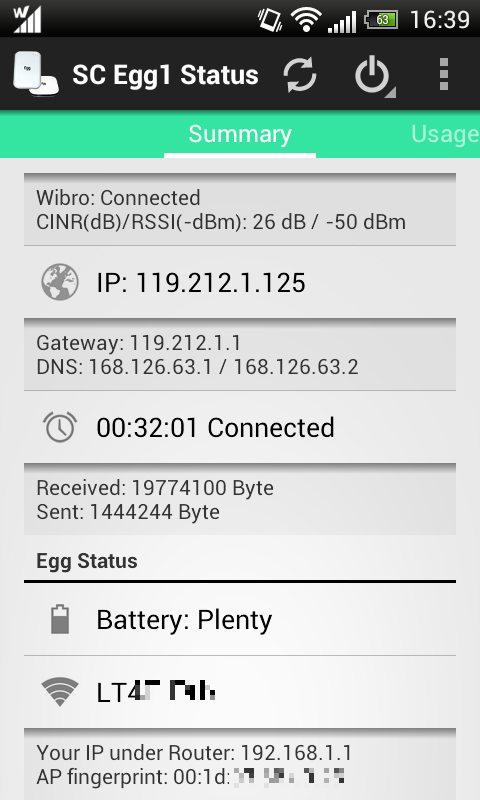 W
63
16:39
Egg
SC Egg1 Status
Summary
Usage
Wibro: Connected
CINR(dB)/RSSI(-dBm): 26 dB / -50 dBm
IP: 119.212.1.125
Gateway: 119.212.1.1
DNS: 168.126.63.1 / 168.126.63.2
00:32:01 Connected
Received: 19774100 Byte
Sent: 1444244 Byte
Egg Status
Battery: Plenty
Your IP under Router: 192.168.1.1
AP fingerprint: 00:1d: